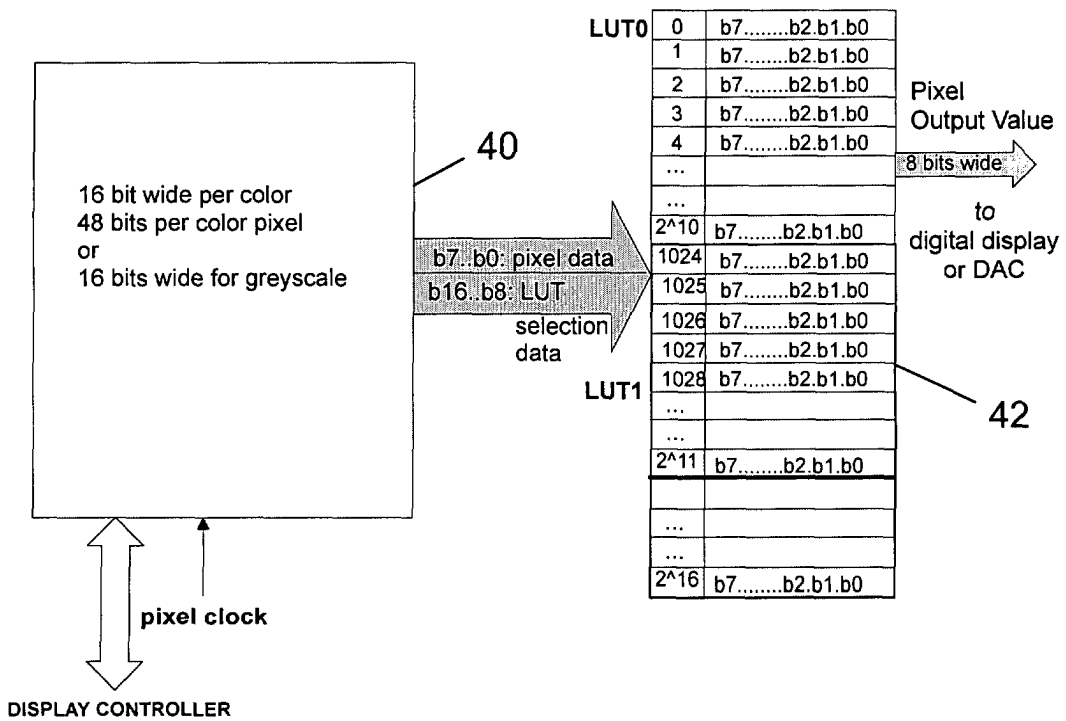 LUT0
0 b7........b2.b1.b0
1 b7........b2.b1.b0
2 b7........b2.b1.b0
3 b7........b2.b1.b0
4 b7........b2.b1.b0
...
...
2^10 b7........b2.b1.b0
1024 b7........b2.b1.b0
1025 b7........b2.b1.b0
1026 b7........b2.b1.b0
1027 b7........b2.b1.b0
1028 b7........b2.b1.b0
LUT1
...
...
2^11 b7........b2.b1.b0
...
...
2^16 b7........b2.b1.b0
40
16 bit wide per color
48 bits per color pixel
or
16 bits wide for greyscale
b7..b0: pixel data
b16..b8: LUT
selection
data
Pixel
Output Value
8 bits wide
to
digital display
or DAC
42
pixel clock
DISPLAY CONTROLLER